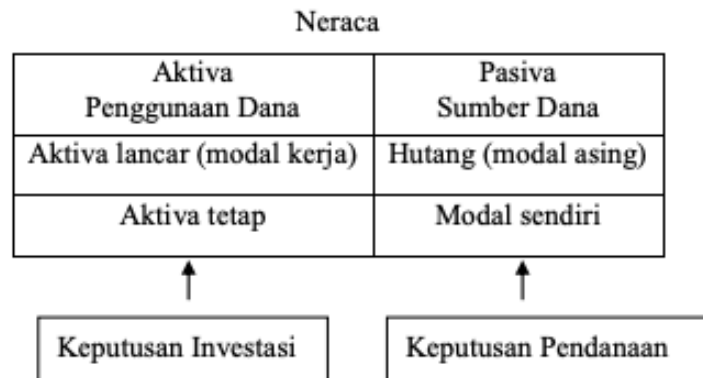 Neraca
Aktiva
Penggunaan Dana
Pasiva
Sumber Dana
Aktiva lancar (modal kerja)
Hutang (modal asing)
Aktiva tetap
Modal sendiri
Keputusan Investasi
Keputusan Pendanaan